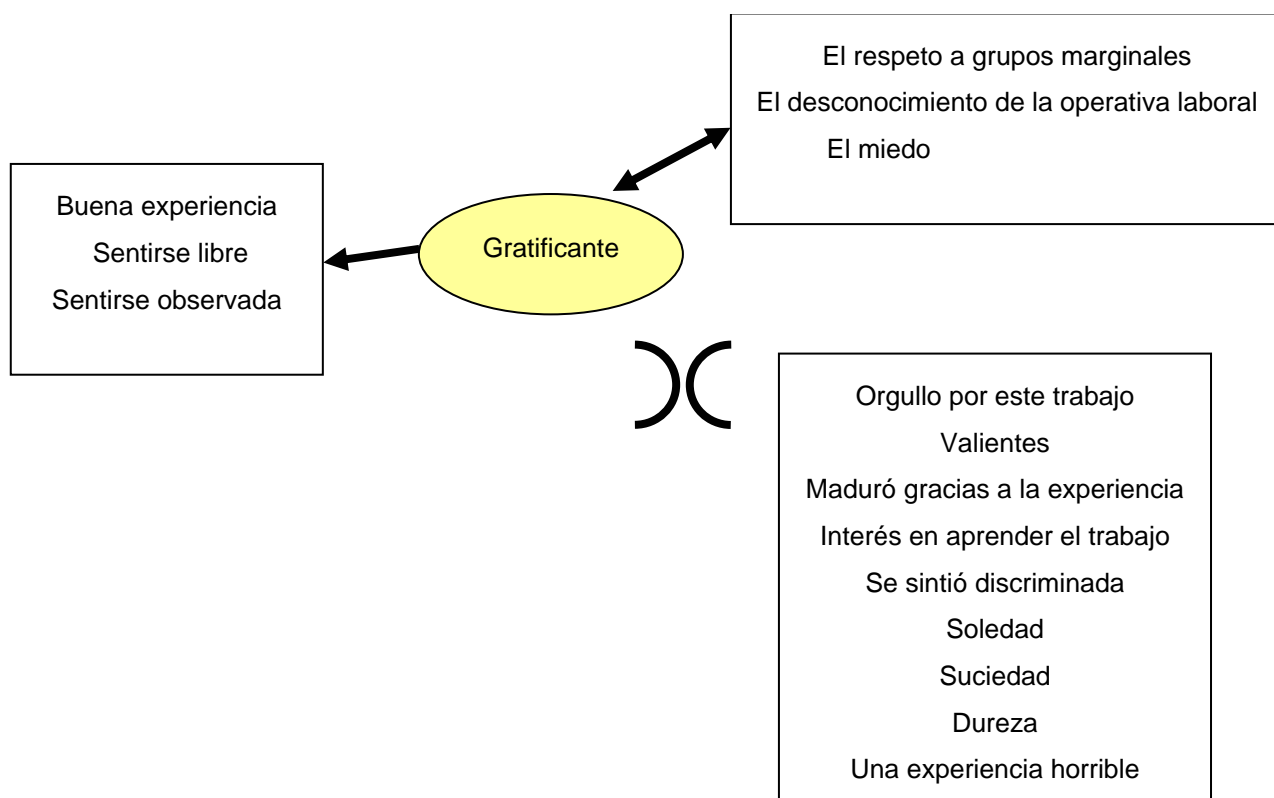 El respeto a grupos marginales
El desconocimiento de la operativa laboral
El miedo
Buena experiencia
Sentirse libre
Sentirse observada
Gratificante
Orgullo por este trabajo
Valientes
Maduró gracias a la experiencia
Interés en aprender el trabajo
Se sintió discriminada
Soledad
Suciedad
Dureza
Una experiencia horrible